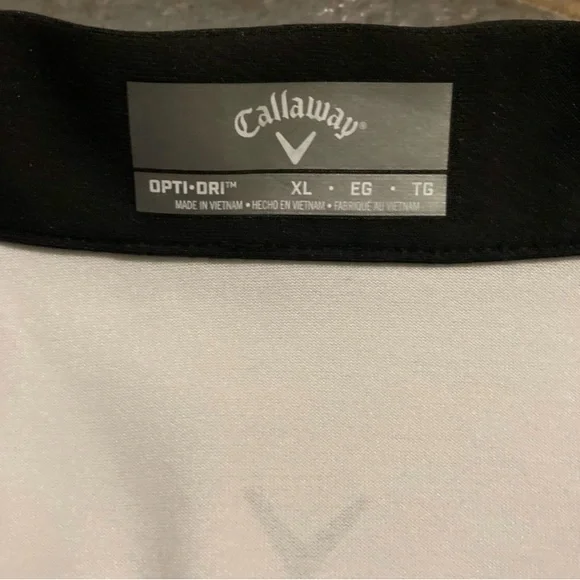 Callaway®
OPTI•DRI™ XL • EG • TG
MADE IN VIETNAM • HECHO EN VIETNAM • FABRIQUÉ AU VIETNAM